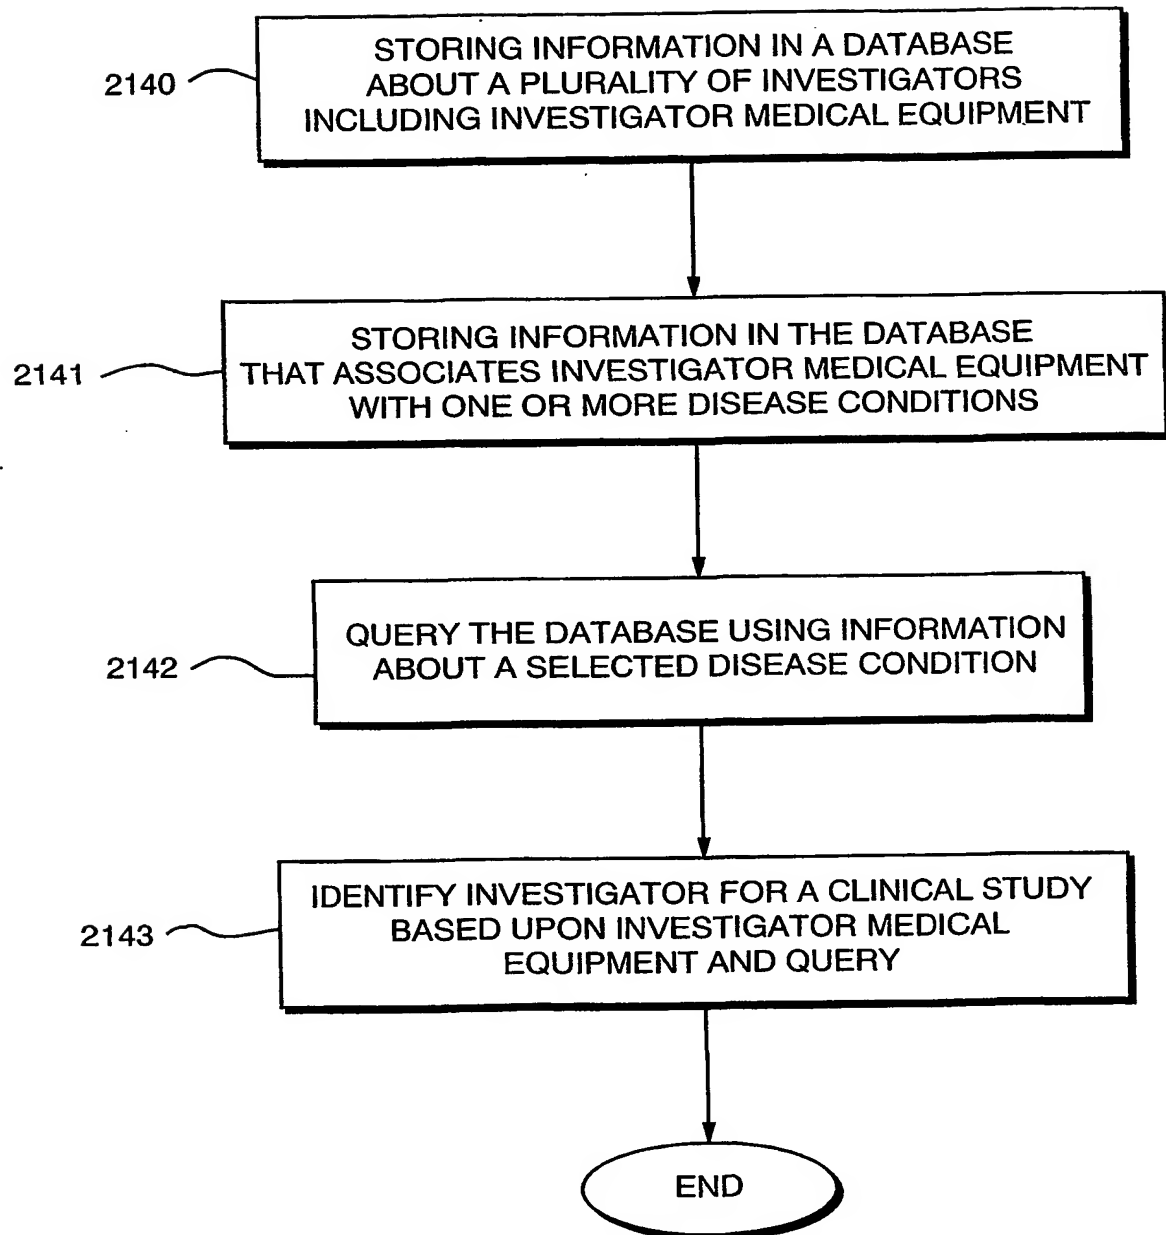 2140
STORING INFORMATION IN A DATABASE
ABOUT A PLURALITY OF INVESTIGATORS
INCLUDING INVESTIGATOR MEDICAL EQUIPMENT
2141
STORING INFORMATION IN THE DATABASE
THAT ASSOCIATES INVESTIGATOR MEDICAL EQUIPMENT
WITH ONE OR MORE DISEASE CONDITIONS
2142
QUERY THE DATABASE USING INFORMATION
ABOUT A SELECTED DISEASE CONDITION
2143
IDENTIFY INVESTIGATOR FOR A CLINICAL STUDY
BASED UPON INVESTIGATOR MEDICAL
EQUIPMENT AND QUERY
END